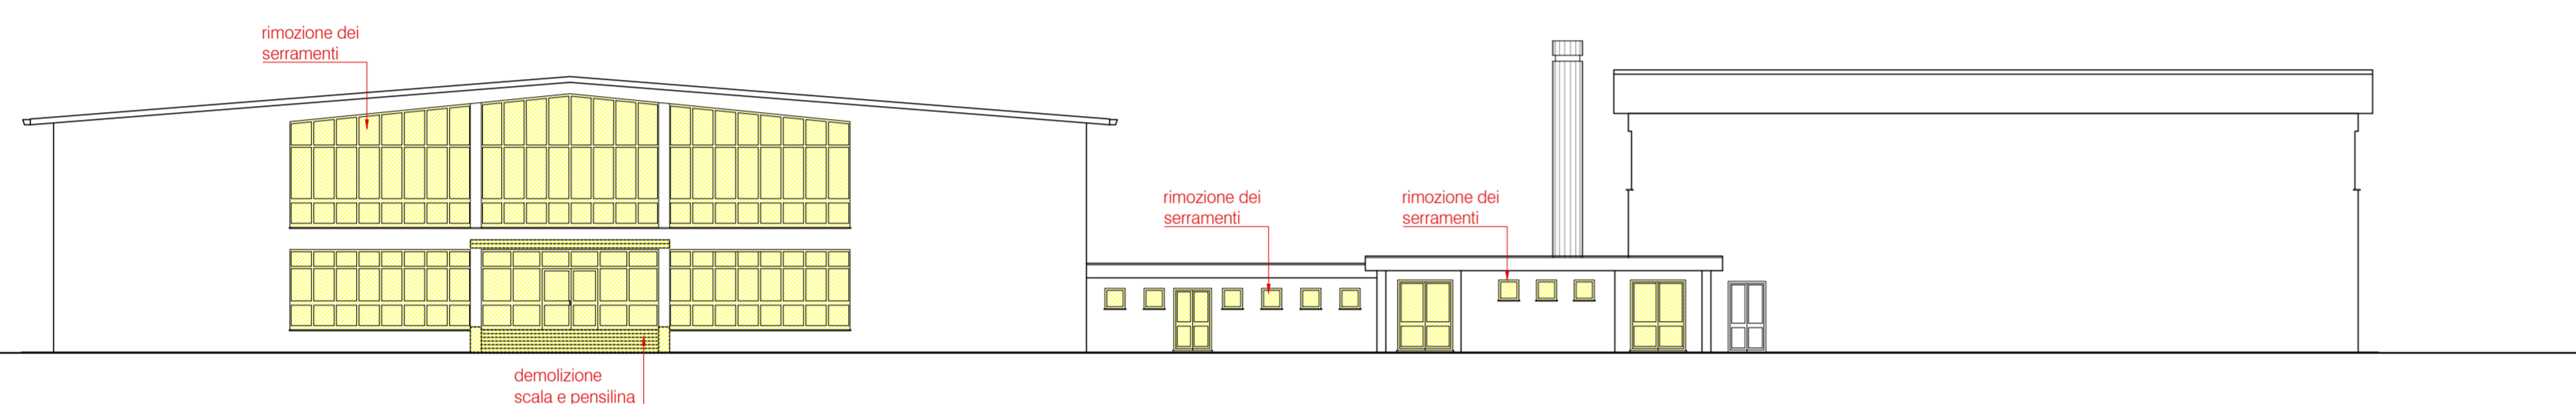 rimozione dei
serramenti
rimozione dei
serramenti
rimozione dei
serramenti
demolizione
scala e pensilina